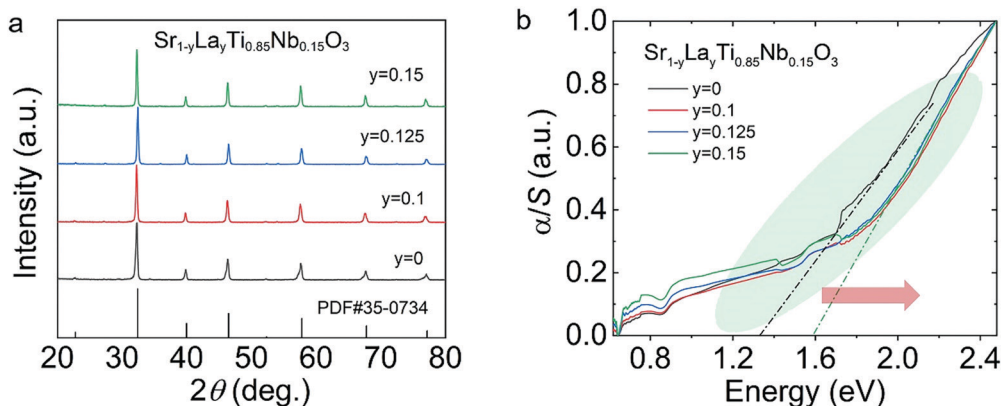 a
Sr1-yLayTi0.85Nb0.15O3
y=0.15
y=0.125
y=0.1
y=0
PDF#35-0734
Intensity (a.u.)
20 30 40 50 60 70 80
2θ (deg.)
b
Sr1-yLayTi0.85Nb0.15O3
y=0
y=0.1
y=0.125
y=0.15
α/S (a.u.)
1.0
0.8
0.6
0.4
0.2
0.0
0.8 1.2 1.6 2.0 2.4
Energy (eV)